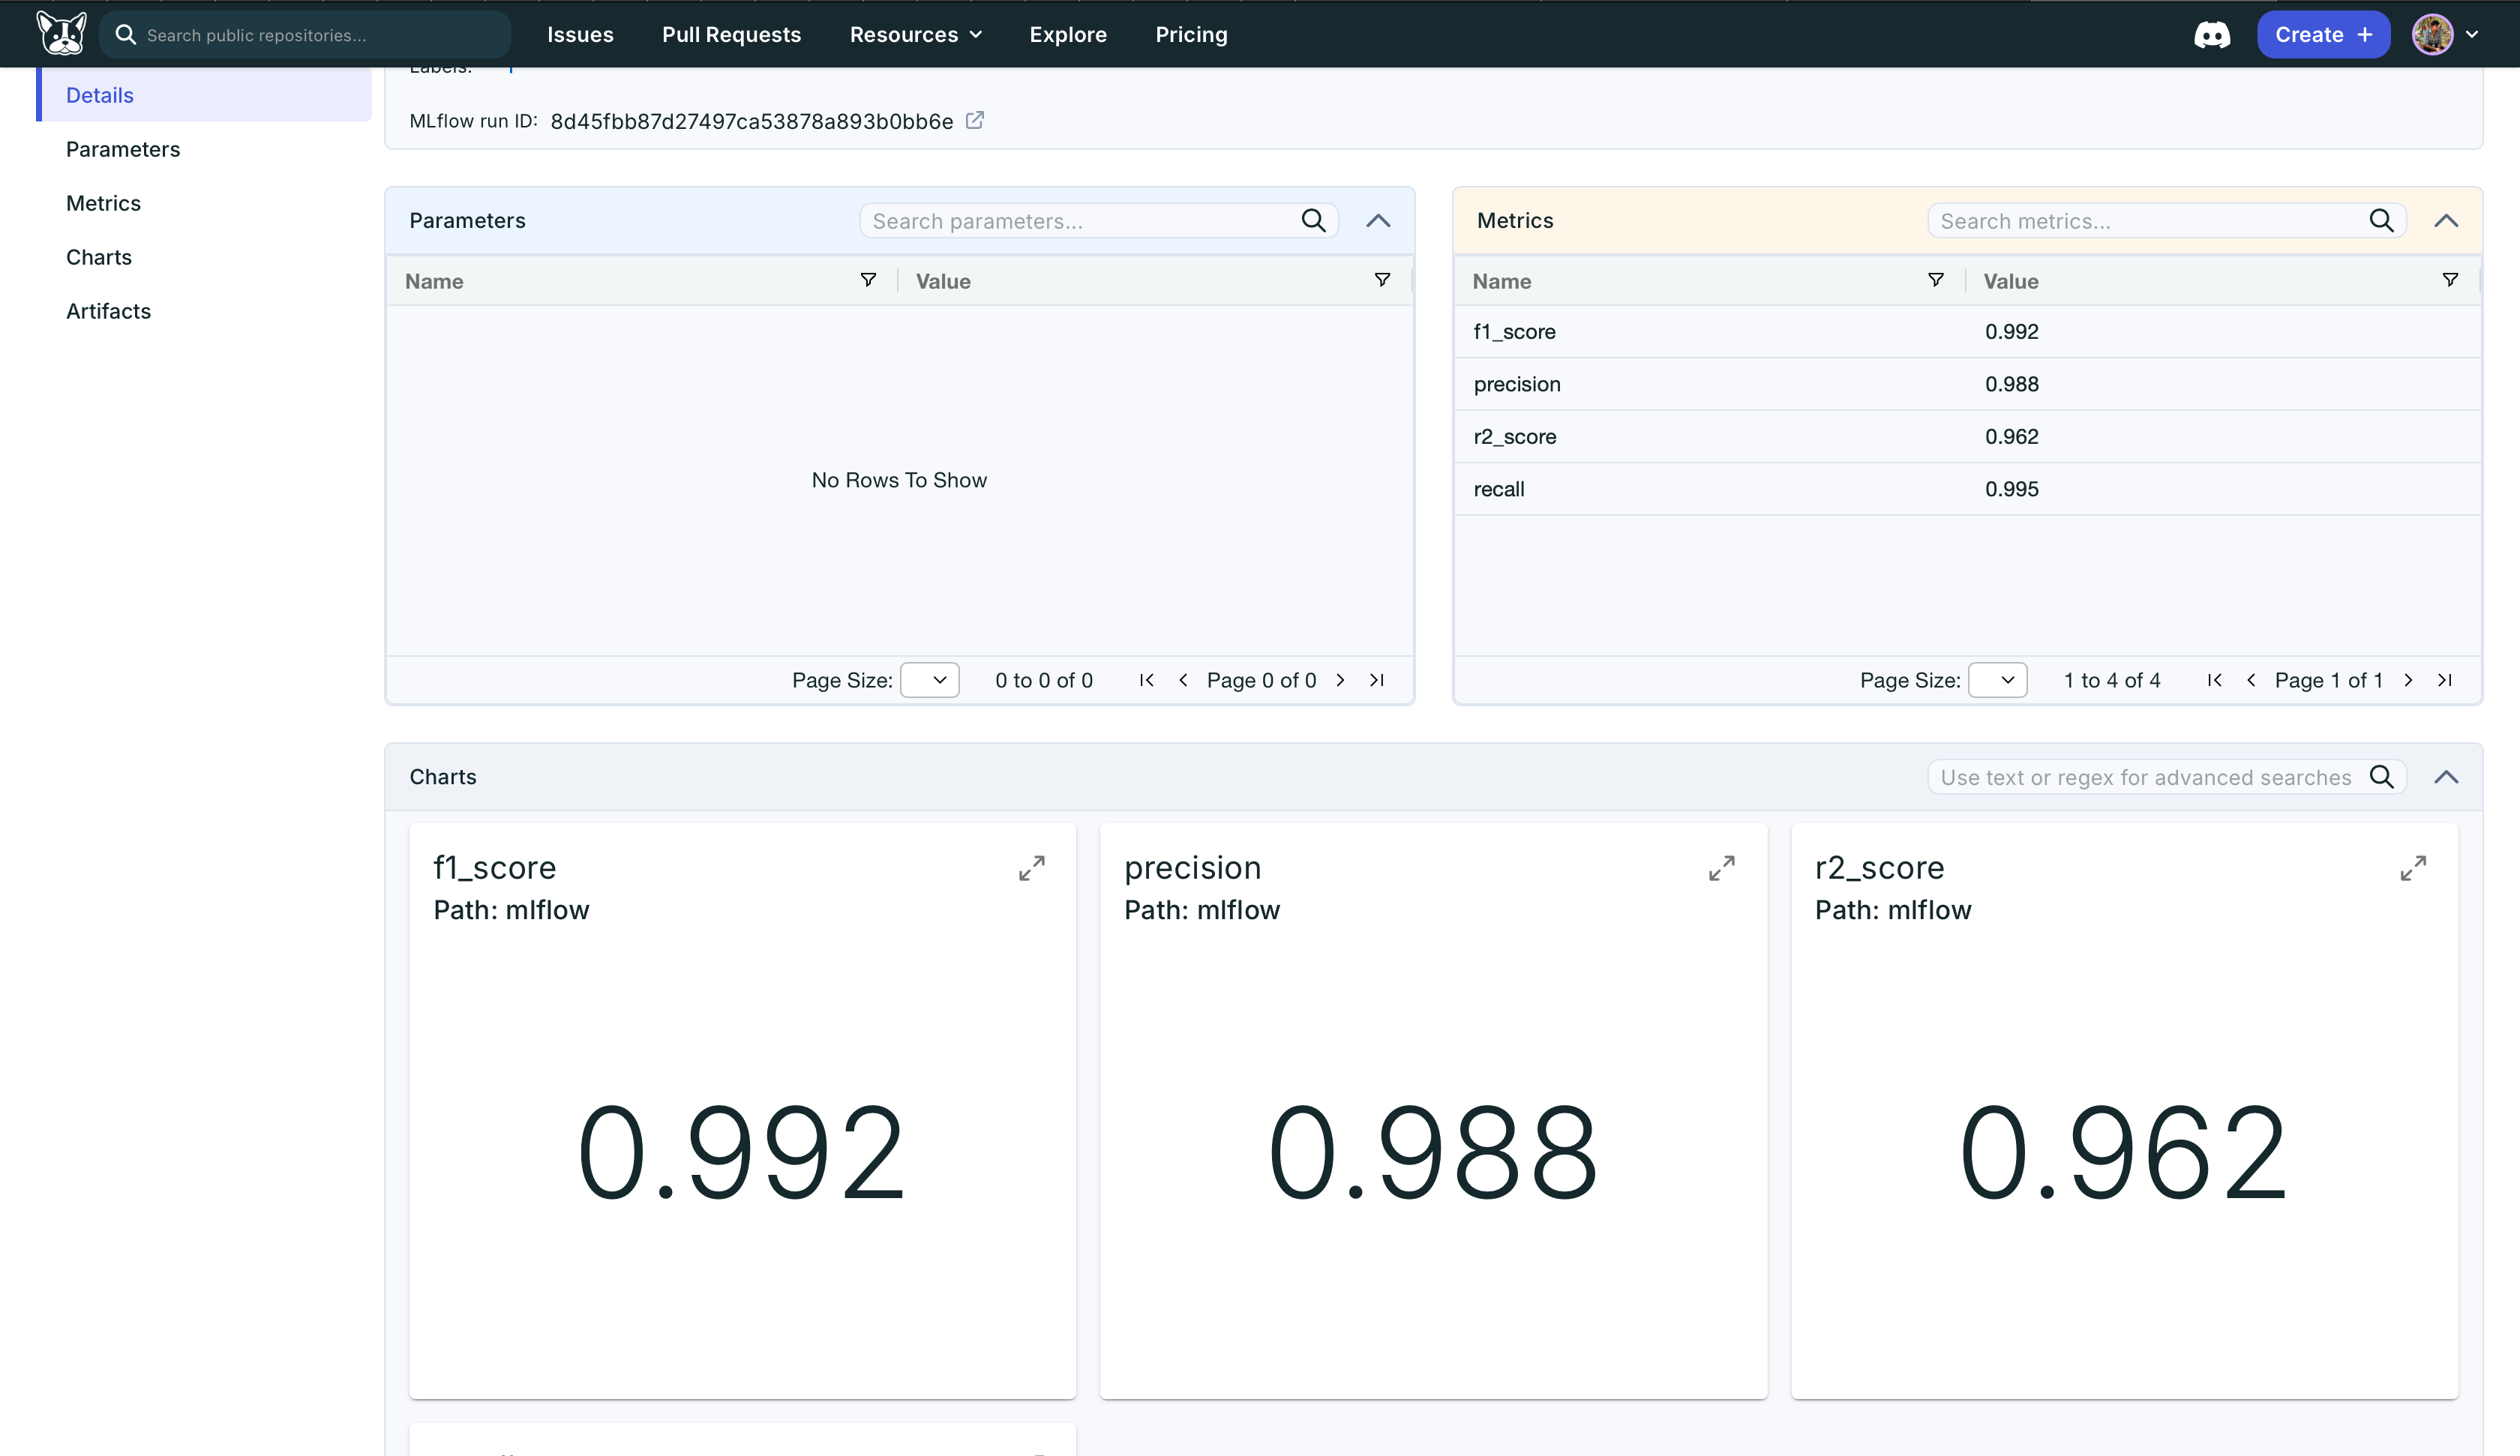 Search public repositories...
Issues
Pull Requests
Resources
Explore
Pricing
Create +
Details
Parameters
Metrics
Charts
Artifacts
Labels:
MLflow run ID: 8d45fbb87d27497ca53878a893b0bb6e
Parameters
Search parameters...
Name
Value
No Rows To Show
Page Size:
0 to 0 of 0
Page 0 of 0
Metrics
Search metrics...
Name
Value
f1_score 0.992
precision 0.988
r2_score 0.962
recall 0.995
Page Size:
1 to 4 of 4
Page 1 of 1
Charts
Use text or regex for advanced searches
f1_score
Path: mlflow
0.992
precision
Path: mlflow
0.988
r2_score
Path: mlflow
0.962